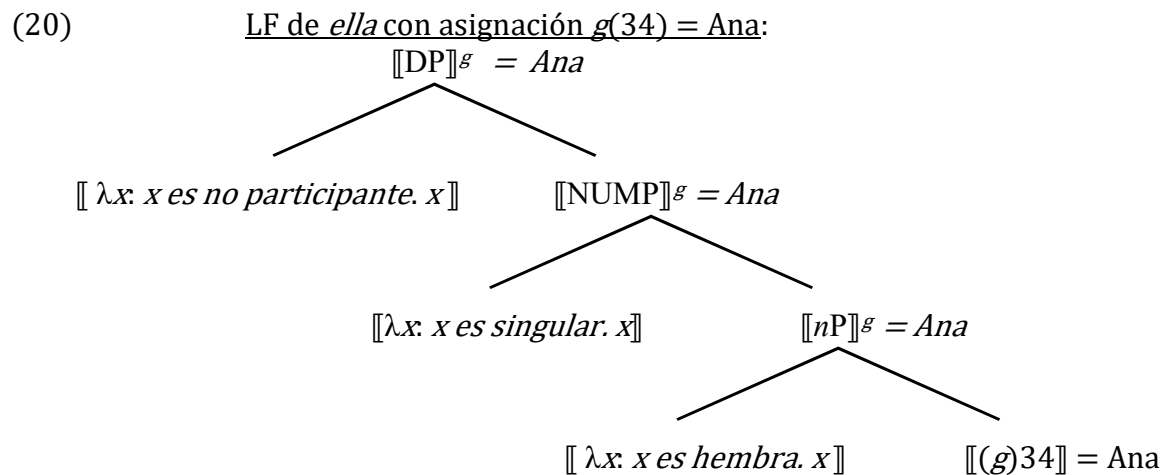 (20) LF de ella con asignación g(34) = Ana:
⟦DP⟧ᵍ = Ana
⟦ λx: x es no participante. x ⟧ ⟦NUMP⟧ᵍ = Ana
⟦λx: x es singular. x⟧ ⟦nP⟧ᵍ = Ana
⟦ λx: x es hembra. x ⟧ ⟦(g)34⟧ = Ana